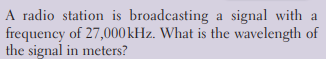 A radio station is broadcasting a signal with a
frequency of 27,000 kHz. What is the wavelength of
the signal in meters?